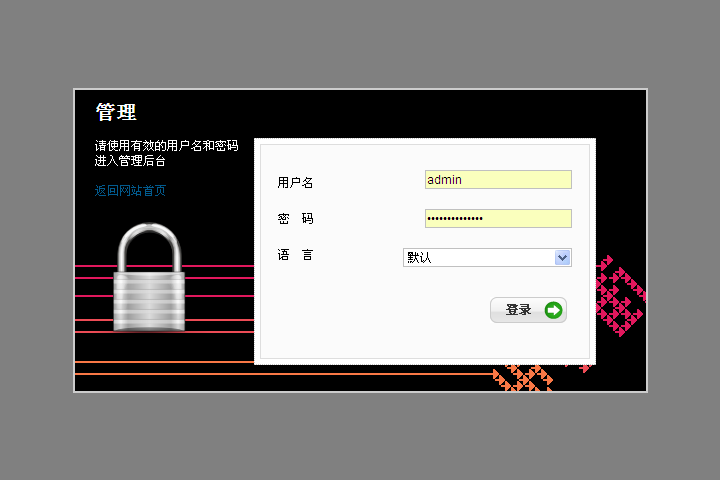 管理
请使用有效的用户名和密码
进入管理后台
返回网站首页
用户名 admin
密 码 ••••••••••••••
语 言 默认
登录